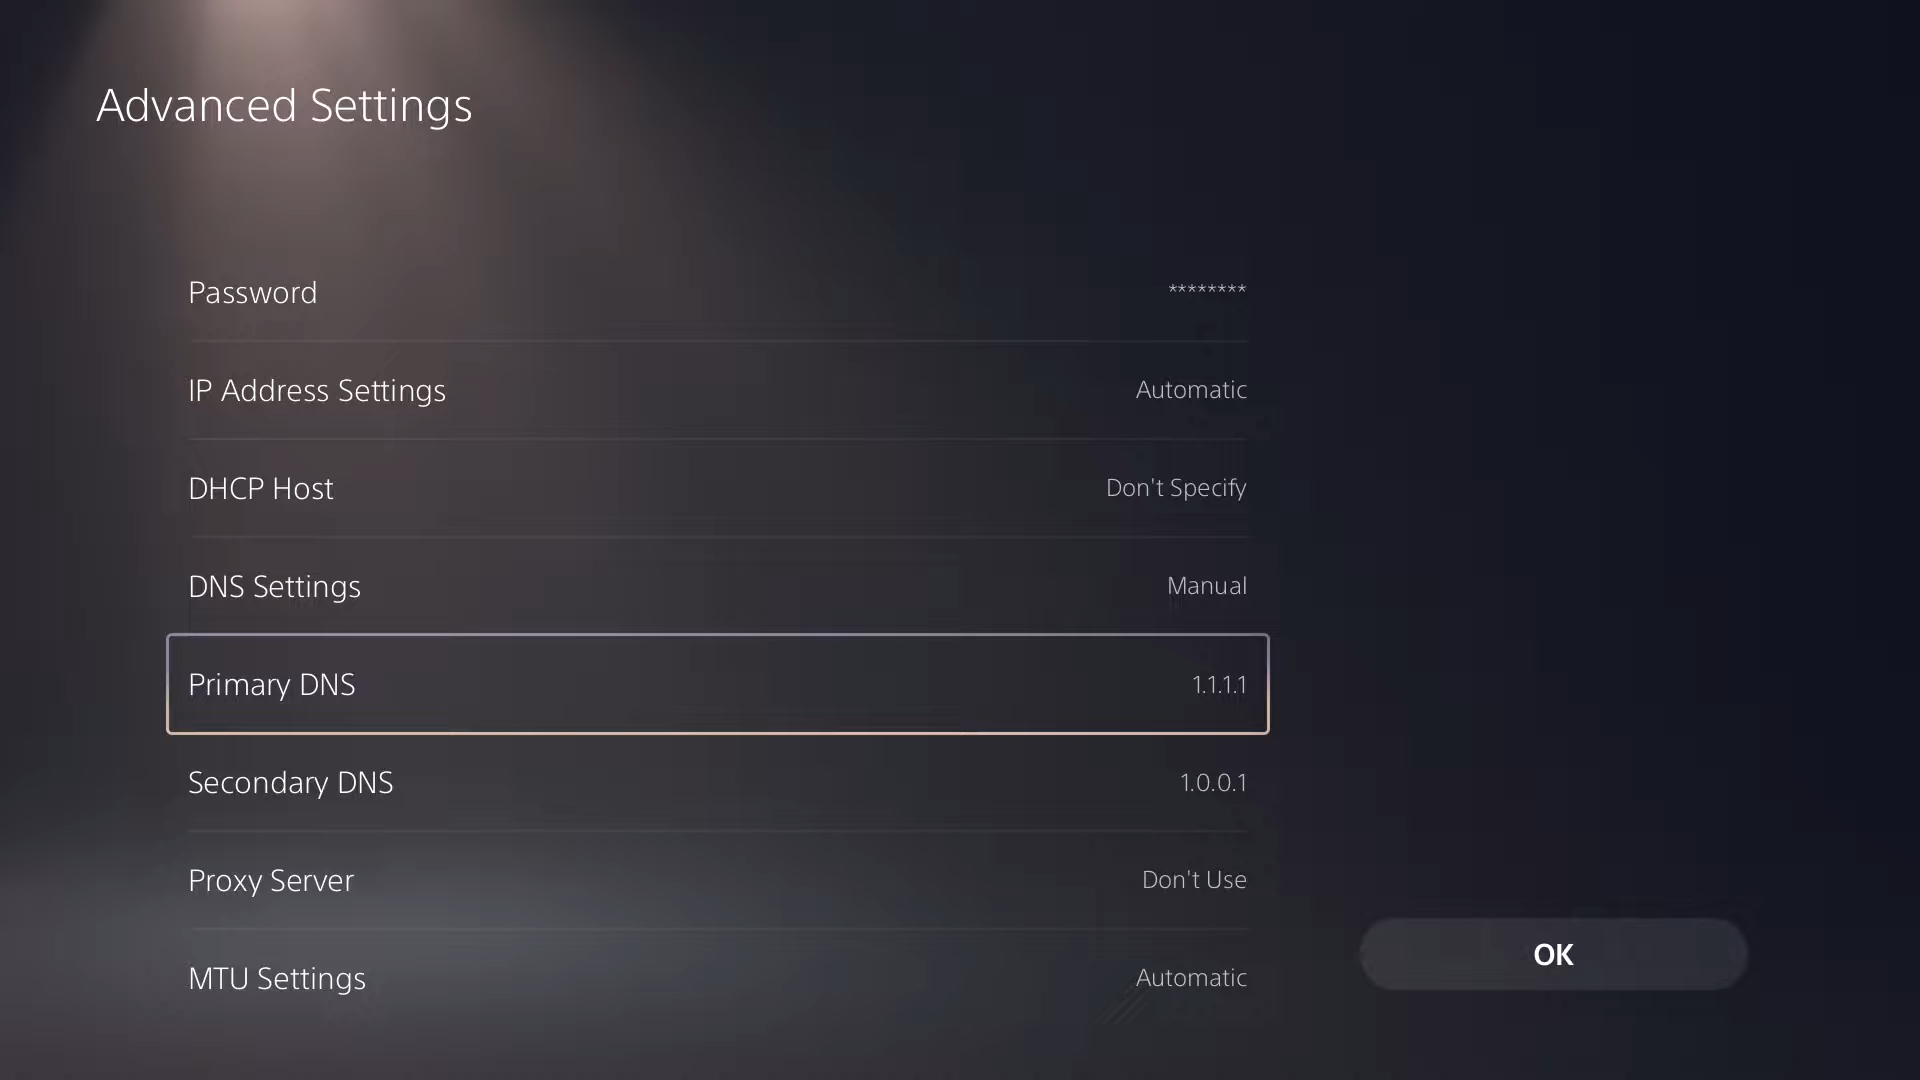 Advanced Settings
Password ********
IP Address Settings Automatic
DHCP Host Don't Specify
DNS Settings Manual
Primary DNS 1.1.1.1
Secondary DNS 1.0.0.1
Proxy Server Don't Use
MTU Settings Automatic
OK